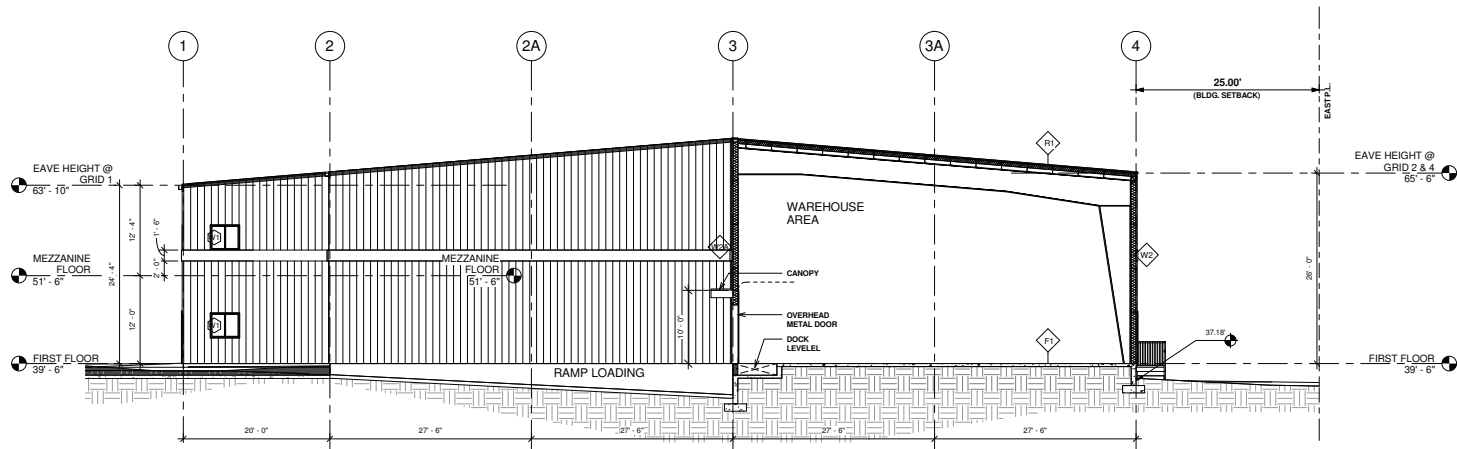 1
2
2A
3
3A
4
25.00'
(BLDG. SETBACK)
EAST P.L.
R1
EAVE HEIGHT @
GRID 1
63' - 10"
EAVE HEIGHT @
GRID 2 & 4
65' - 6"
12' - 4"
1' - 6"
WAREHOUSE
AREA
W1
W2A
W2
MEZZANINE
FLOOR
51' - 6"
24' - 4"
2' - 0"
MEZZANINE
FLOOR
51' - 6"
CANOPY
26' - 0"
W1
12' - 0"
10' - 0"
OVERHEAD
METAL DOOR
DOCK
LEVELEL
F1
37.18'
FIRST FLOOR
39' - 6"
RAMP LOADING
FIRST FLOOR
39' - 6"
20' - 0"
27' - 6"
27' - 6"
27' - 6"
27' - 6"